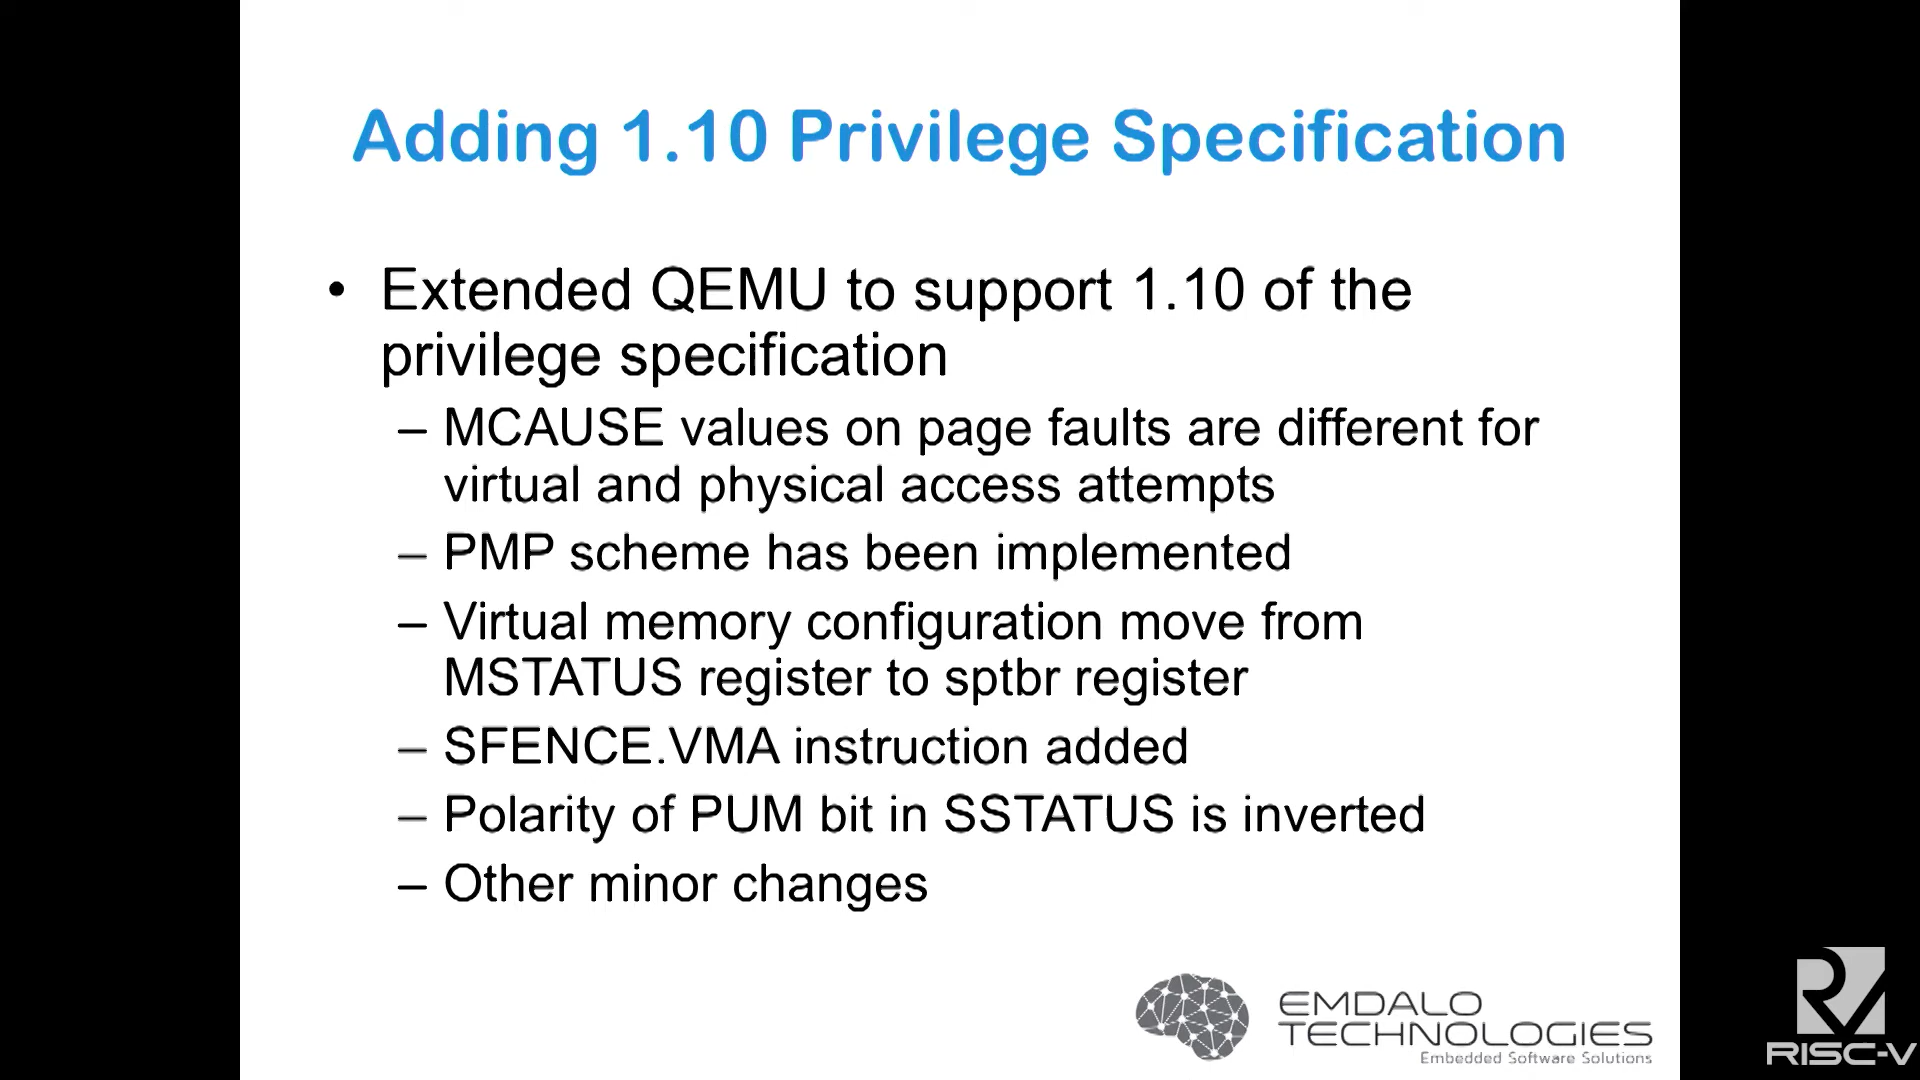 Adding 1.10 Privilege Specification
• Extended QEMU to support 1.10 of the
privilege specification
– MCAUSE values on page faults are different for
virtual and physical access attempts
– PMP scheme has been implemented
– Virtual memory configuration move from
MSTATUS register to sptbr register
– SFENCE.VMA instruction added
– Polarity of PUM bit in SSTATUS is inverted
– Other minor changes
EMDALO
TECHNOLOGIES
Embedded Software Solutions
RISC-V